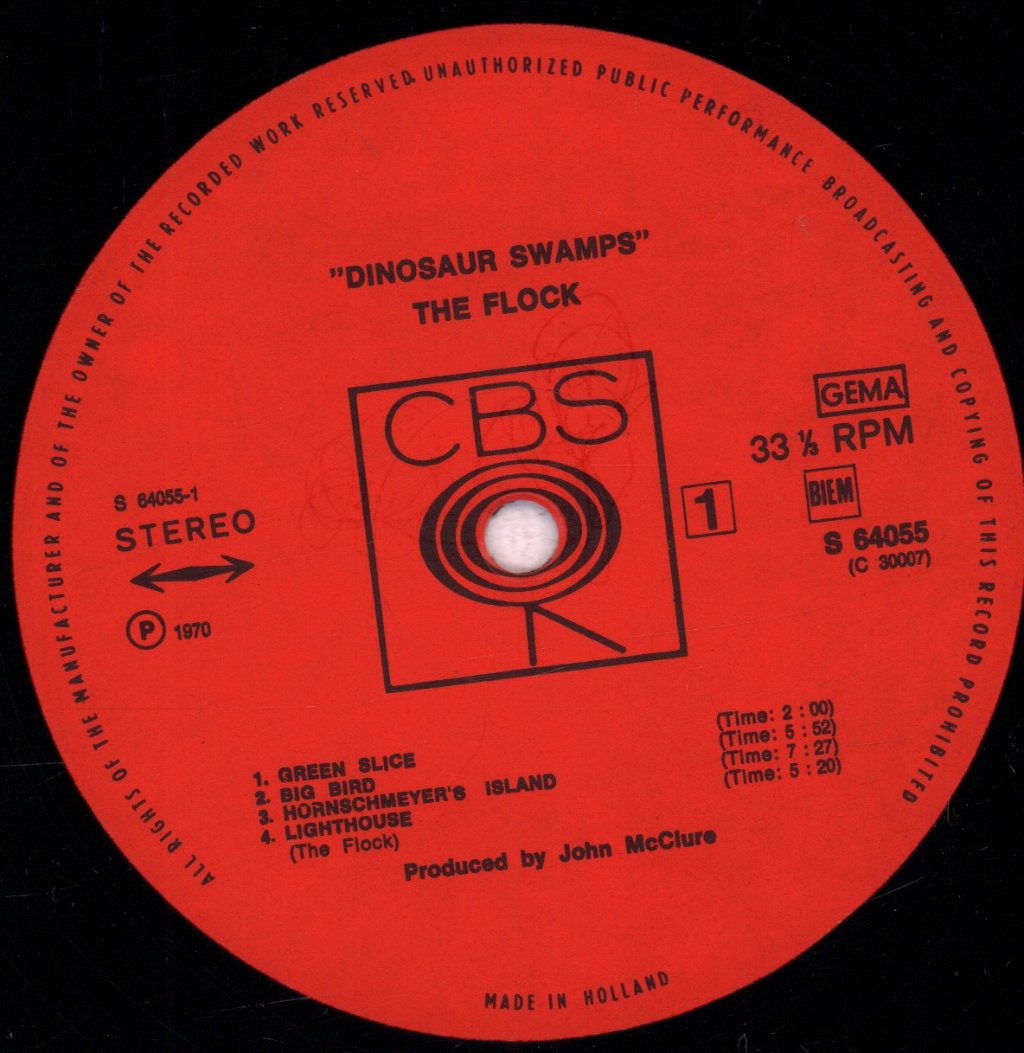 ALL RIGHTS OF THE MANUFACTURER AND OF THE OWNER OF THE RECORDED WORK RESERVED. UNAUTHORIZED PUBLIC PERFORMANCE BROADCASTING AND COPYING OF THIS RECORD PROHIBITED
"DINOSAUR SWAMPS"
THE FLOCK
CBS
GEMA
33 ⅓ RPM
BIEM
S 64055
(C 30007)
1
S 64055-1
STEREO
P 1970
1. GREEN SLICE (Time: 2 : 00)
2. BIG BIRD (Time: 5 : 52)
3. HORNSCHMEYER'S ISLAND (Time: 7 : 27)
4. LIGHTHOUSE (Time: 5 : 20)
(The Flock)
Produced by John McClure
MADE IN HOLLAND